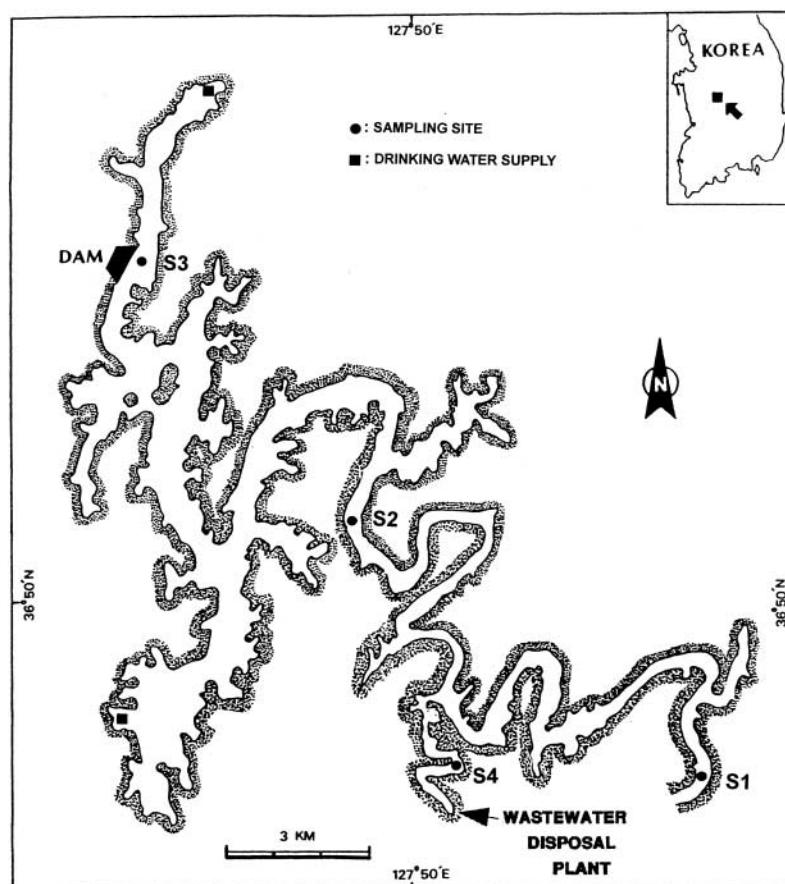 127°50´E
KOREA
●: SAMPLING SITE
■: DRINKING WATER SUPPLY
DAM
S3
N
S2
36°50´N
36°50´N
S4
S1
WASTEWATER
DISPOSAL
PLANT
3 KM
127°50´E